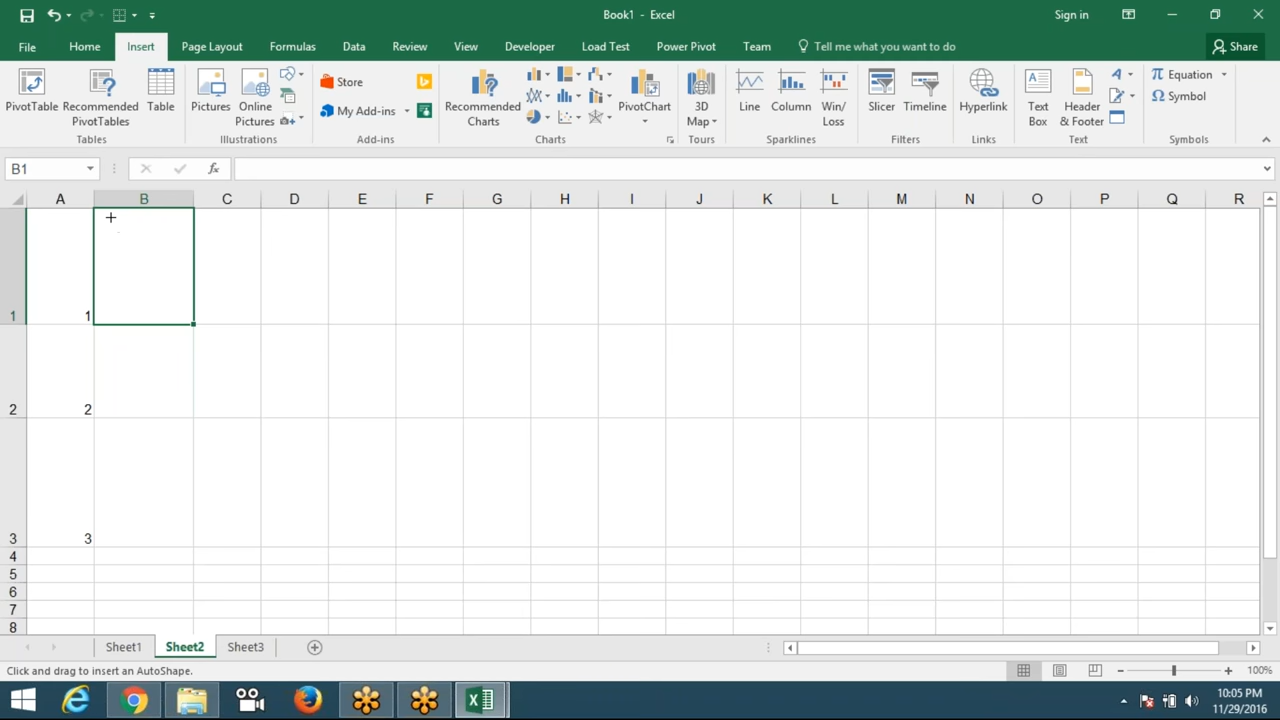 Book1 - Excel
Sign in
File Home Insert Page Layout Formulas Data Review View Developer Load Test Power Pivot Team Tell me what you want to do Share
PivotTable
Recommended
PivotTables
Table
Tables
Pictures
Online
Pictures
Illustrations
Store
My Add-ins
Add-ins
Recommended
Charts
PivotChart
Charts
3D
Map
Tours
Line
Column
Win/
Loss
Sparklines
Slicer
Timeline
Filters
Hyperlink
Links
Text
Box
Header
& Footer
Text
Equation
Symbol
Symbols
B1
fx
A B C D E F G H I J K L M N O P Q R
1 1
2 2
3 3
4
5
6
7
8
Sheet1 Sheet2 Sheet3
Click and drag to insert an AutoShape.
100%
10:05 PM
11/29/2016